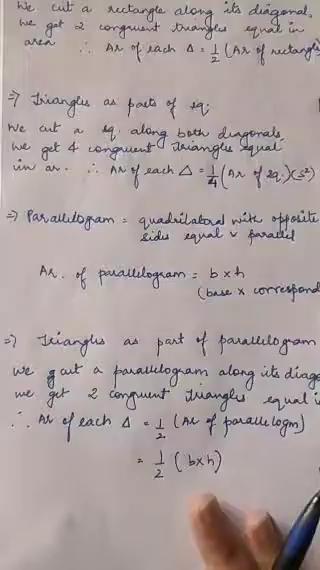 We cut a rectangle along its diagonal,
we get 2 congruent triangles equal in
area ∴ Ar of each Δ = 1/2 (Ar of rectangle
⇒ Triangles as parts of sq.
We cut a sq. along both diagonals
we get 4 congruent triangles equal
in ar. ∴ Ar of each Δ = 1/4 (Ar of sq.) (s²)
⇒ Parallelogram = quadrilateral with opposite
sides equal & parallel
Ar. of parallelogram = b × h
(base × correspond
⇒ Triangles as part of parallelogram
we cut a parallelogram along its diag
we get 2 congruent triangles equal i
∴ Ar of each Δ = 1/2 (Ar of parallelogm)
= 1/2 (b×h)